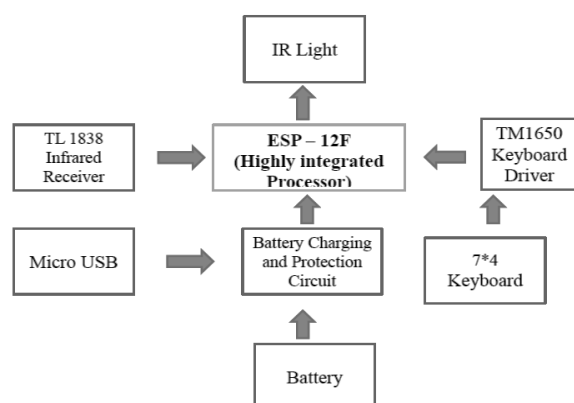 IR Light
TL 1838
Infrared
Receiver
ESP – 12F
(Highly integrated
Processor)
TM1650
Keyboard
Driver
Micro USB
Battery Charging
and Protection
Circuit
7*4
Keyboard
Battery